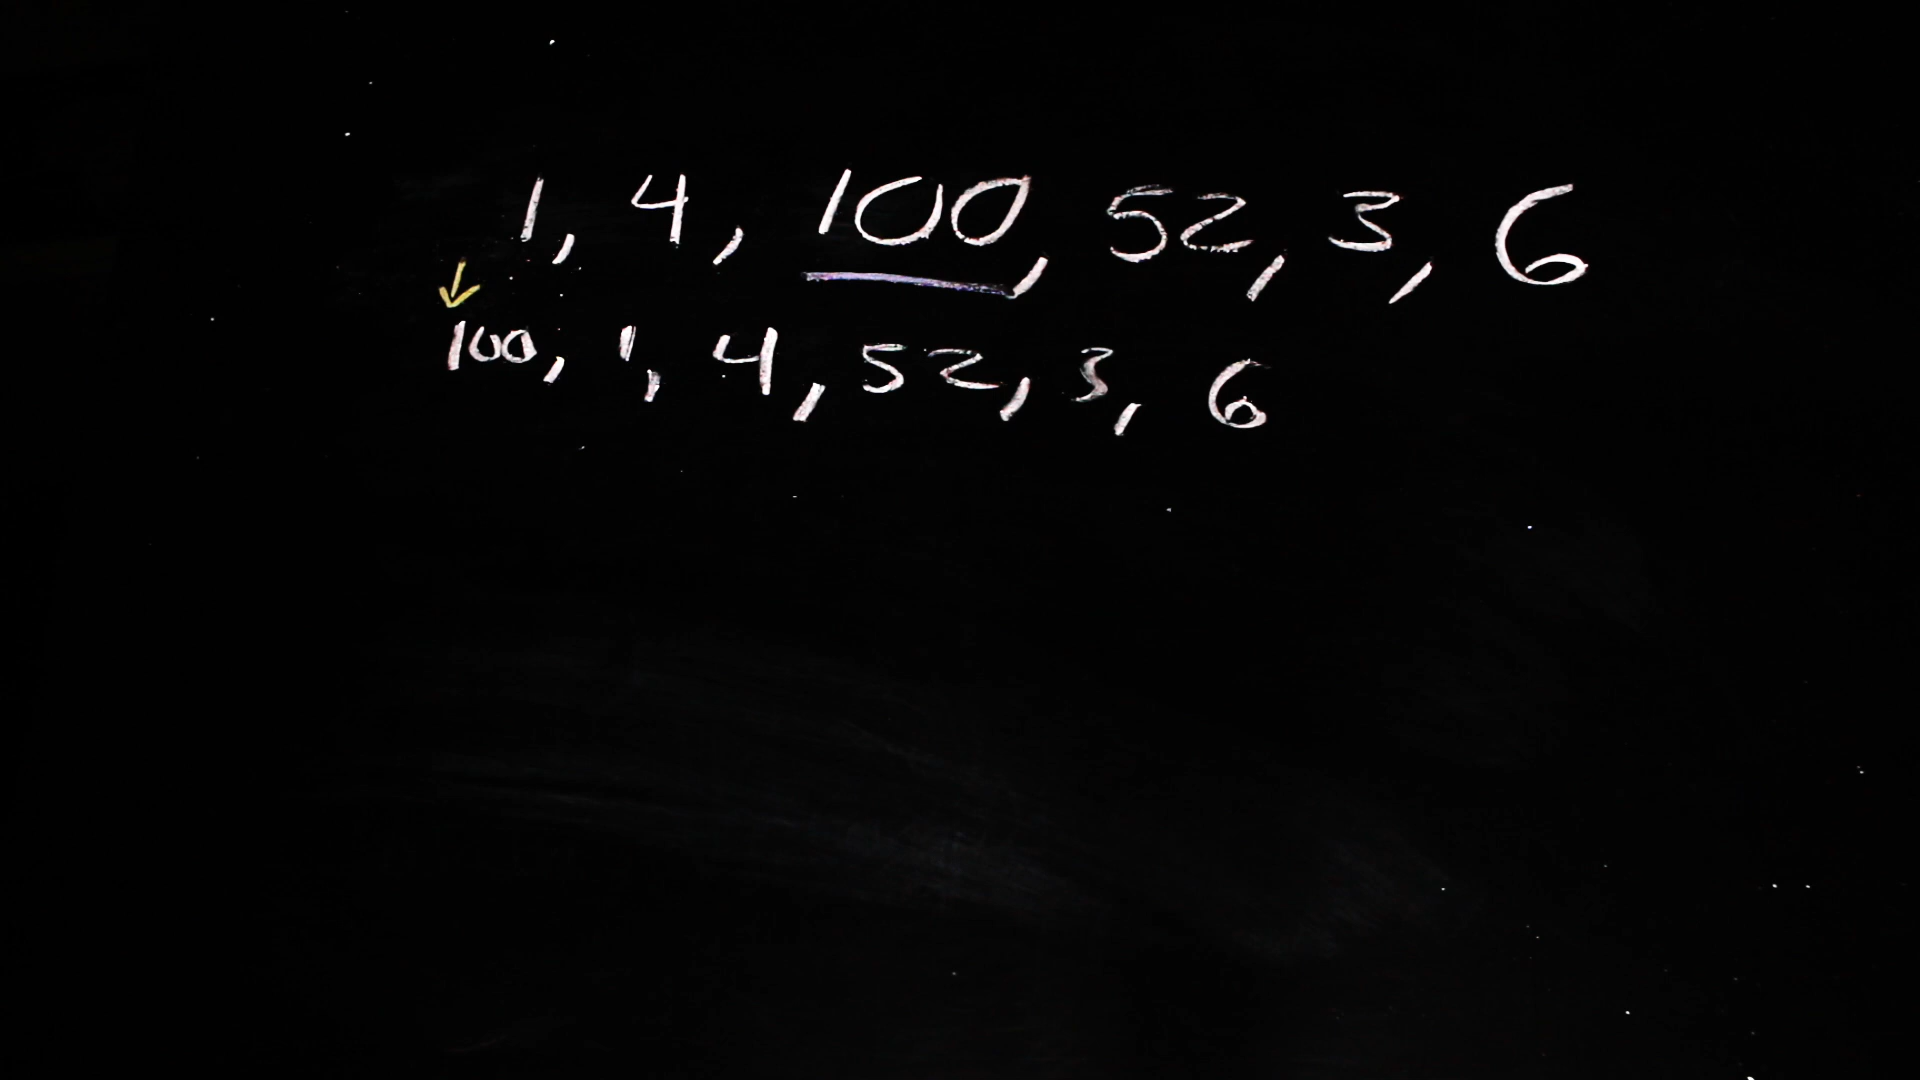 1, 4, 100, 52, 3, 6
100, 1, 4, 52, 3, 6